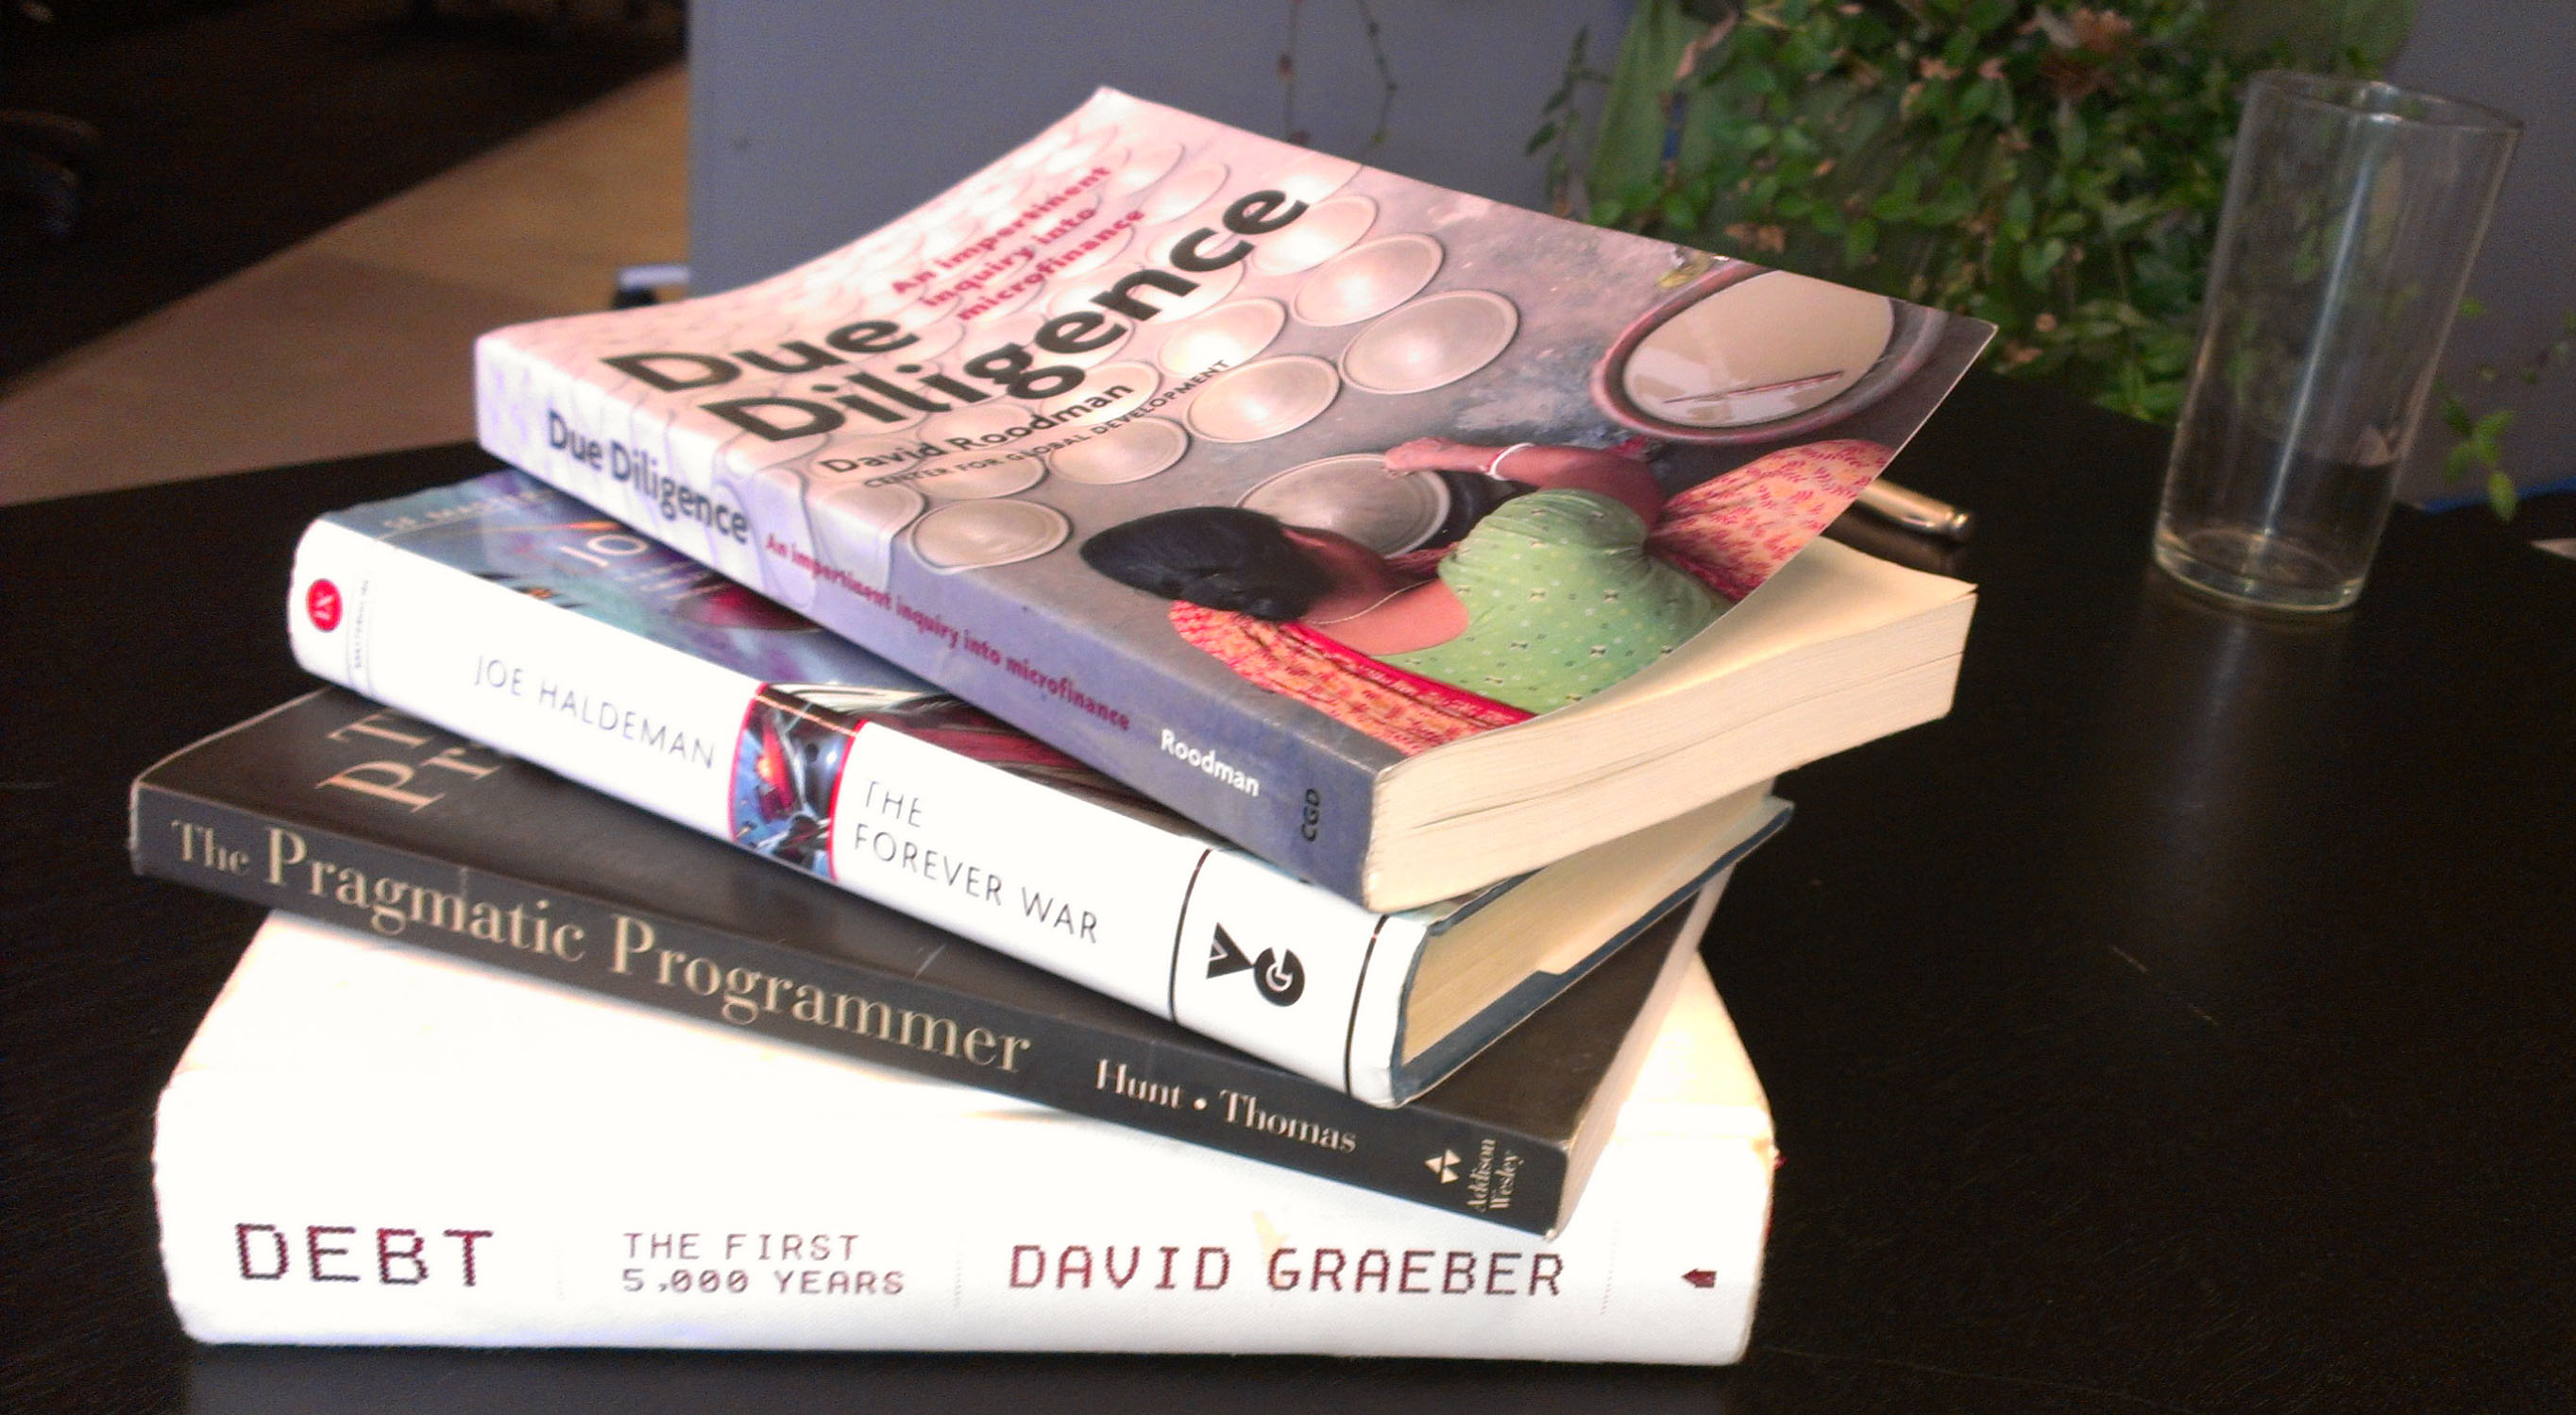 An impertinent
inquiry into
microfinance
Due
Diligence
David Roodman
CENTER FOR GLOBAL DEVELOPMENT
Due Diligence An impertinent inquiry into microfinance Roodman CGD
JO
JOE HALDEMAN
THE
FOREVER WAR
VG
The Pragmatic Programmer Hunt • Thomas
Addison
Wesley
DEBT
THE FIRST
5,000 YEARS
DAVID GRAEBER